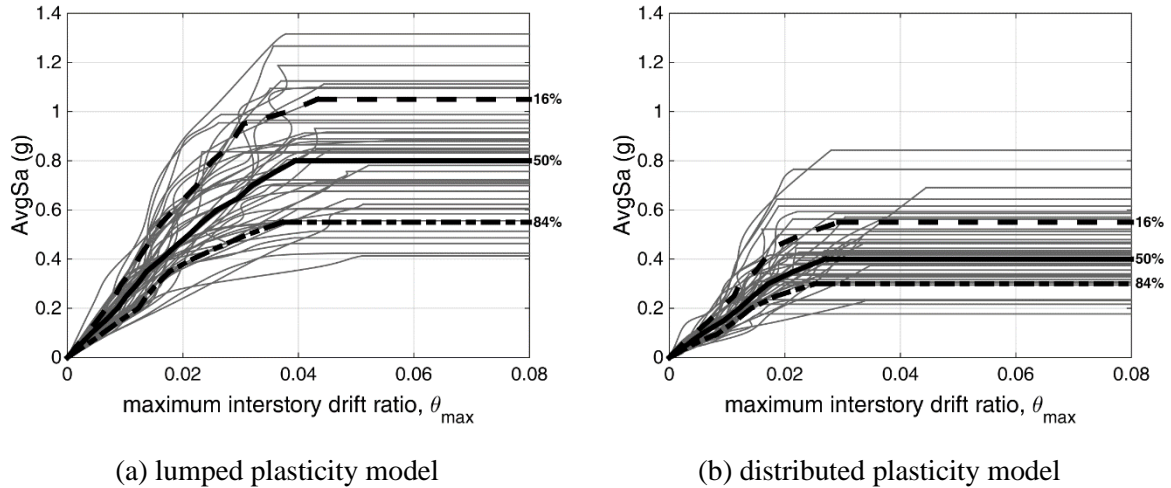 1.4
1.2
1
0.8
0.6
0.4
0.2
0
AvgSa (g)
16%
50%
84%
0 0.02 0.04 0.06 0.08
maximum interstory drift ratio, θmax
(a) lumped plasticity model
1.4
1.2
1
0.8
0.6
0.4
0.2
0
AvgSa (g)
16%
50%
84%
0 0.02 0.04 0.06 0.08
maximum interstory drift ratio, θmax
(b) distributed plasticity model